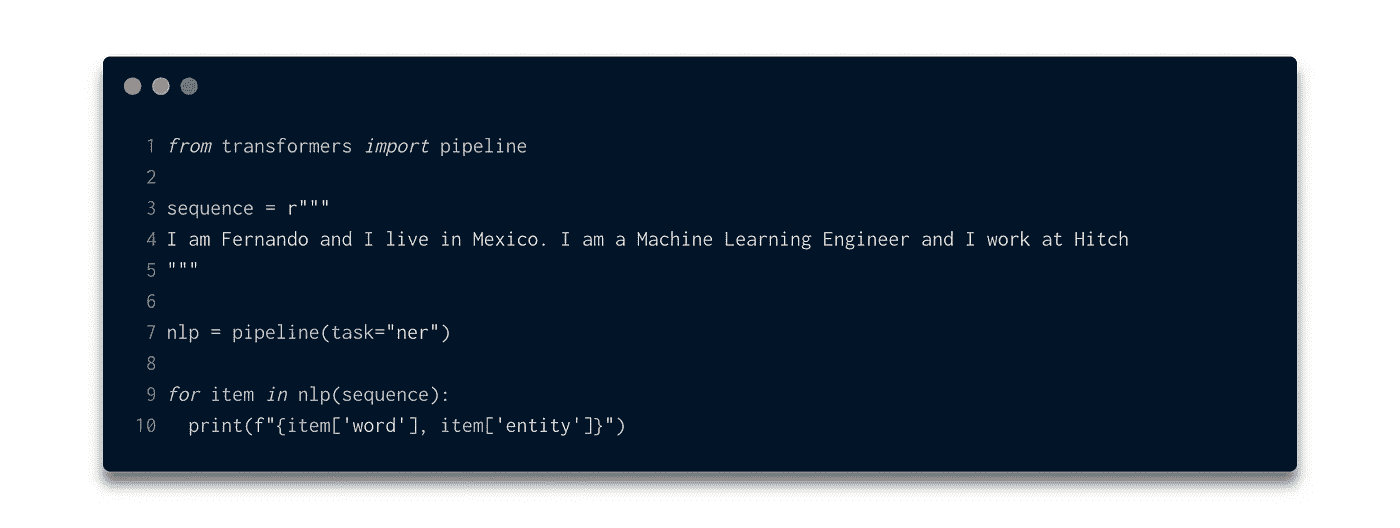 1 from transformers import pipeline
2
3 sequence = r"""
4 I am Fernando and I live in Mexico. I am a Machine Learning Engineer and I work at Hitch
5 """
6
7 nlp = pipeline(task="ner")
8
9 for item in nlp(sequence):
10   print(f"{item['word'], item['entity']}")